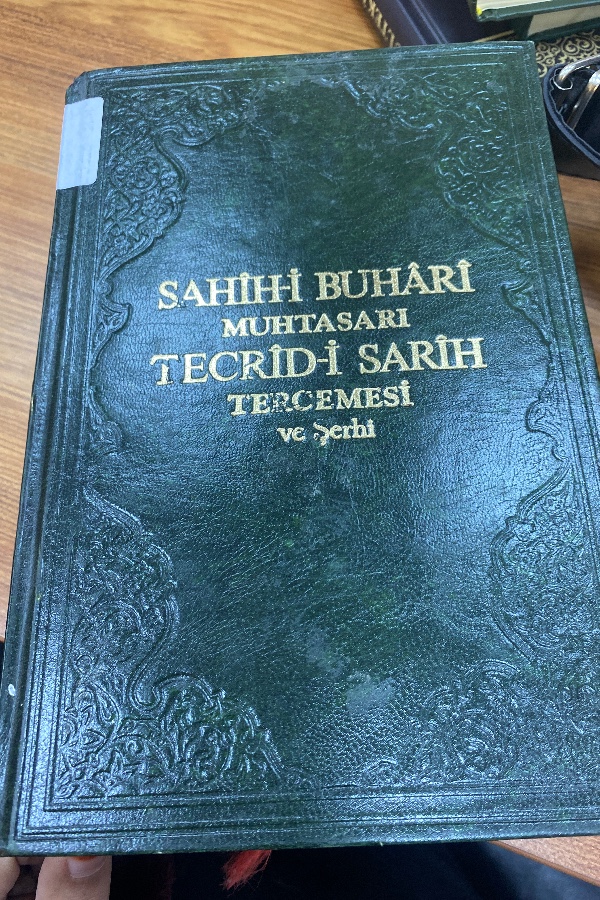 SAHÎH-İ BUHÂRÎ
MUHTASARI
TECRÎD-İ SARÎH
TERCEMESİ
ve Şerhi